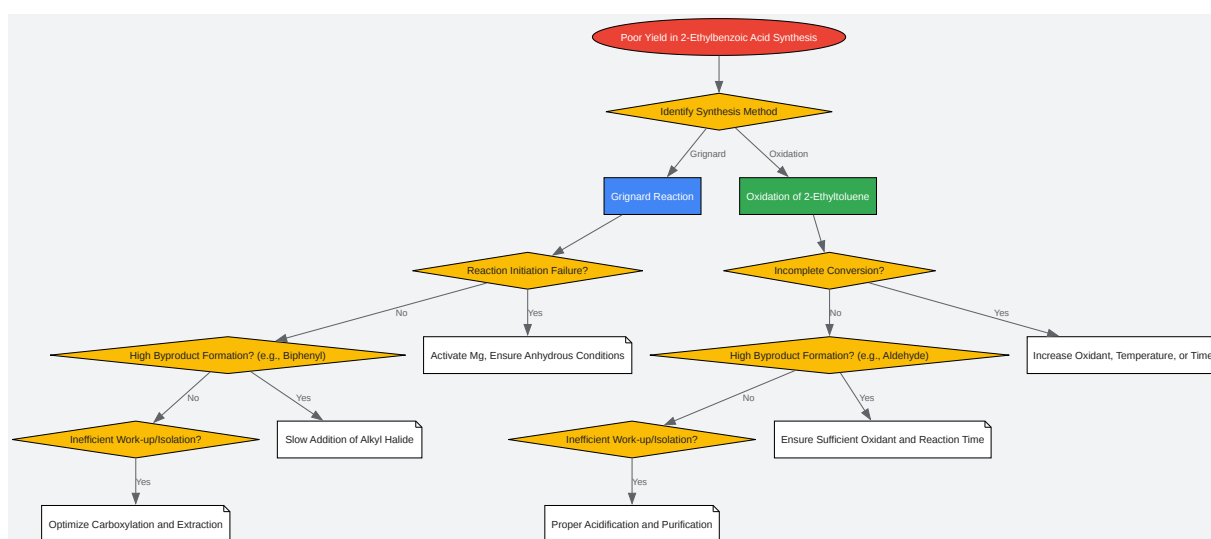 Poor Yield in 2-Ethylbenzoic Acid Synthesis
Identify Synthesis Method
Grignard
Oxidation
Grignard Reaction
Oxidation of 2-Ethyltoluene
Reaction Initiation Failure?
Incomplete Conversion?
No
Yes
No
Yes
High Byproduct Formation? (e.g., Biphenyl)
Activate Mg, Ensure Anhydrous Conditions
High Byproduct Formation? (e.g., Aldehyde)
Increase Oxidant, Temperature, or Time
No
Yes
No
Yes
Inefficient Work-up/Isolation?
Slow Addition of Alkyl Halide
Inefficient Work-up/Isolation?
Ensure Sufficient Oxidant and Reaction Time
Yes
Yes
Optimize Carboxylation and Extraction
Proper Acidification and Purification